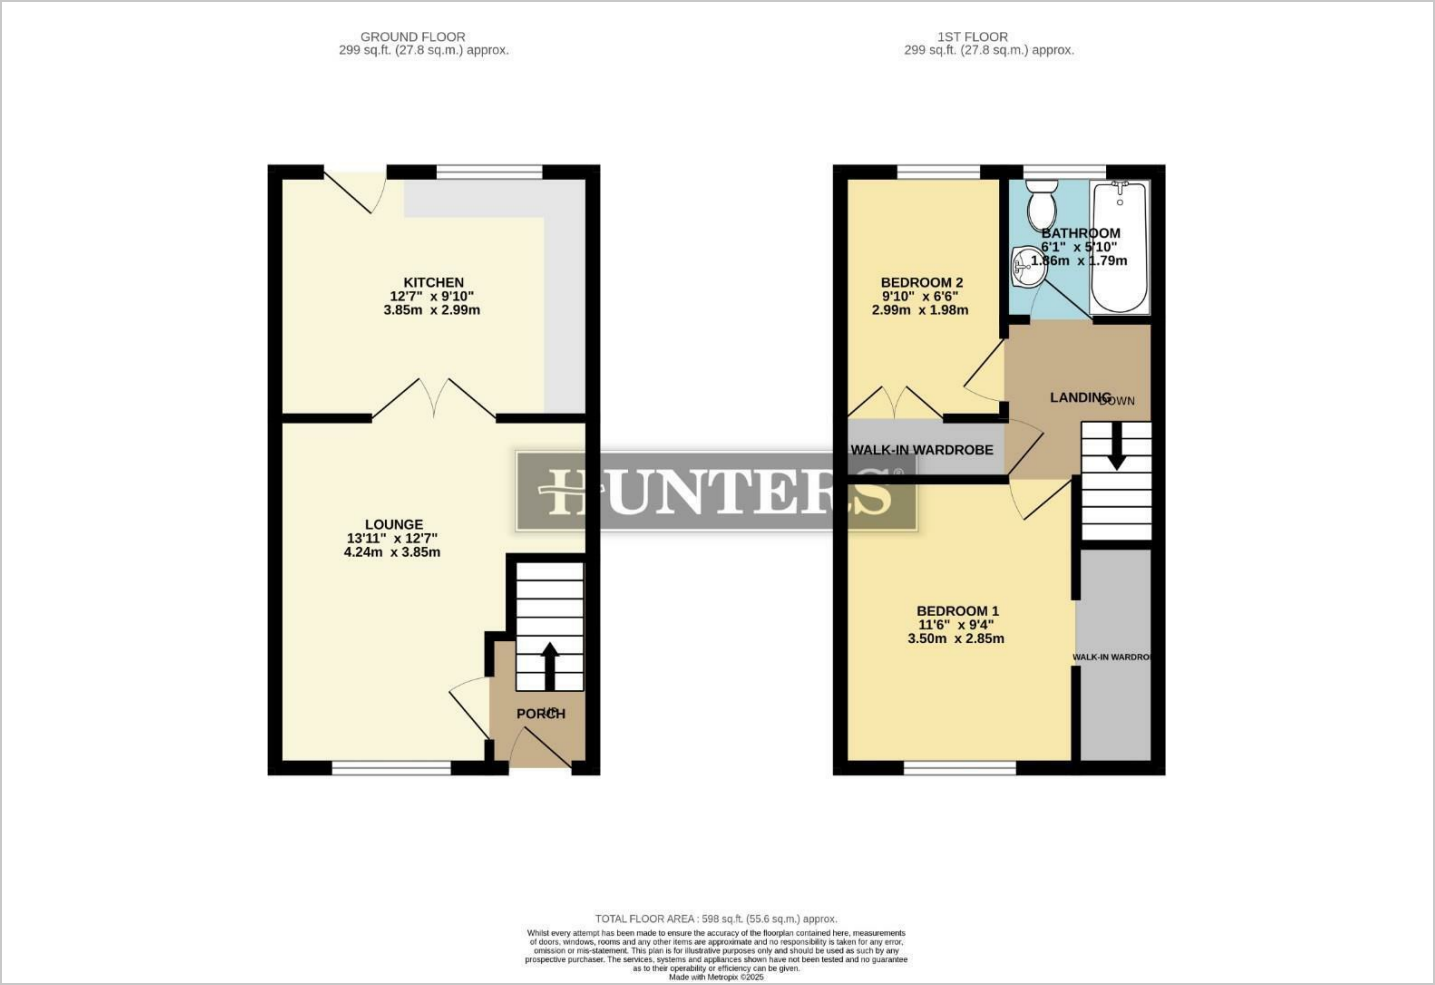 GROUND FLOOR
299 sq.ft. (27.8 sq.m.) approx.
1ST FLOOR
299 sq.ft. (27.8 sq.m.) approx.
KITCHEN
12'7" x 9'10"
3.85m x 2.99m
BEDROOM 2
9'10" x 6'6"
2.99m x 1.98m
BATHROOM
6'1" x 5'10"
1.86m x 1.79m
LANDING
DOWN
WALK-IN WARDROBE
HUNTERS®
LOUNGE
13'11" x 12'7"
4.24m x 3.85m
BEDROOM 1
11'6" x 9'4"
3.50m x 2.85m
WALK-IN WARDRO
PORCH
UP
TOTAL FLOOR AREA : 598 sq.ft. (55.6 sq.m.) approx.
Whilst every attempt has been made to ensure the accuracy of the floorplan contained here, measurements
of doors, windows, rooms and any other items are approximate and no responsibility is taken for any error,
omission or mis-statement. This plan is for illustrative purposes only and should be used as such by any
prospective purchaser. The services, systems and appliances shown have not been tested and no guarantee
as to their operability or efficiency can be given.
Made with Metropix ©2025